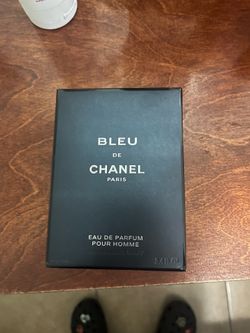 BLEU
DE
CHANEL
PARIS
EAU DE PARFUM
POUR HOMME